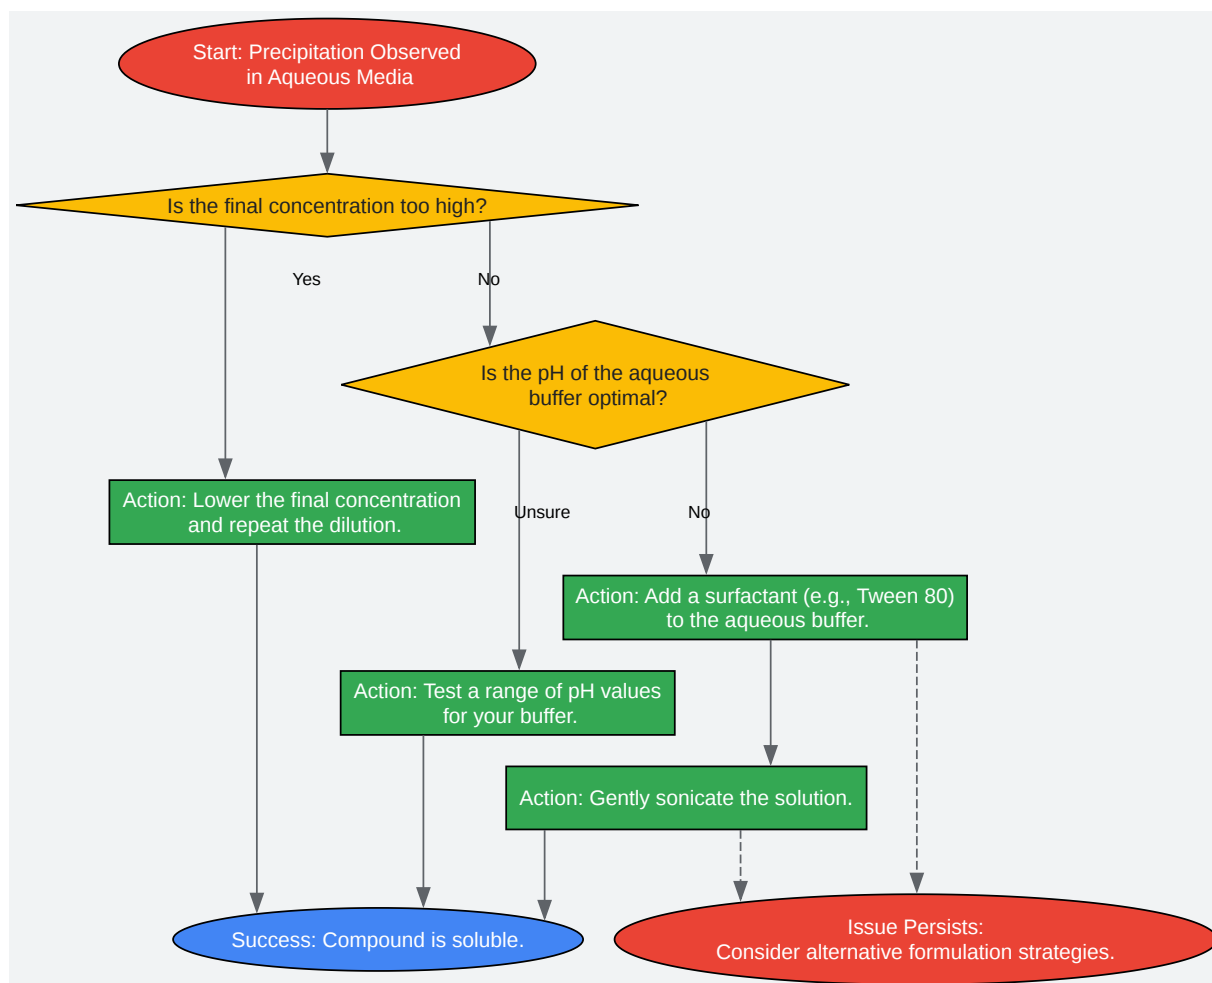 Start: Precipitation Observed
in Aqueous Media
Is the final concentration too high?
Yes
No
Is the pH of the aqueous
buffer optimal?
Action: Lower the final concentration
and repeat the dilution.
Unsure
No
Action: Add a surfactant (e.g., Tween 80)
to the aqueous buffer.
Action: Test a range of pH values
for your buffer.
Action: Gently sonicate the solution.
Success: Compound is soluble.
Issue Persists:
Consider alternative formulation strategies.